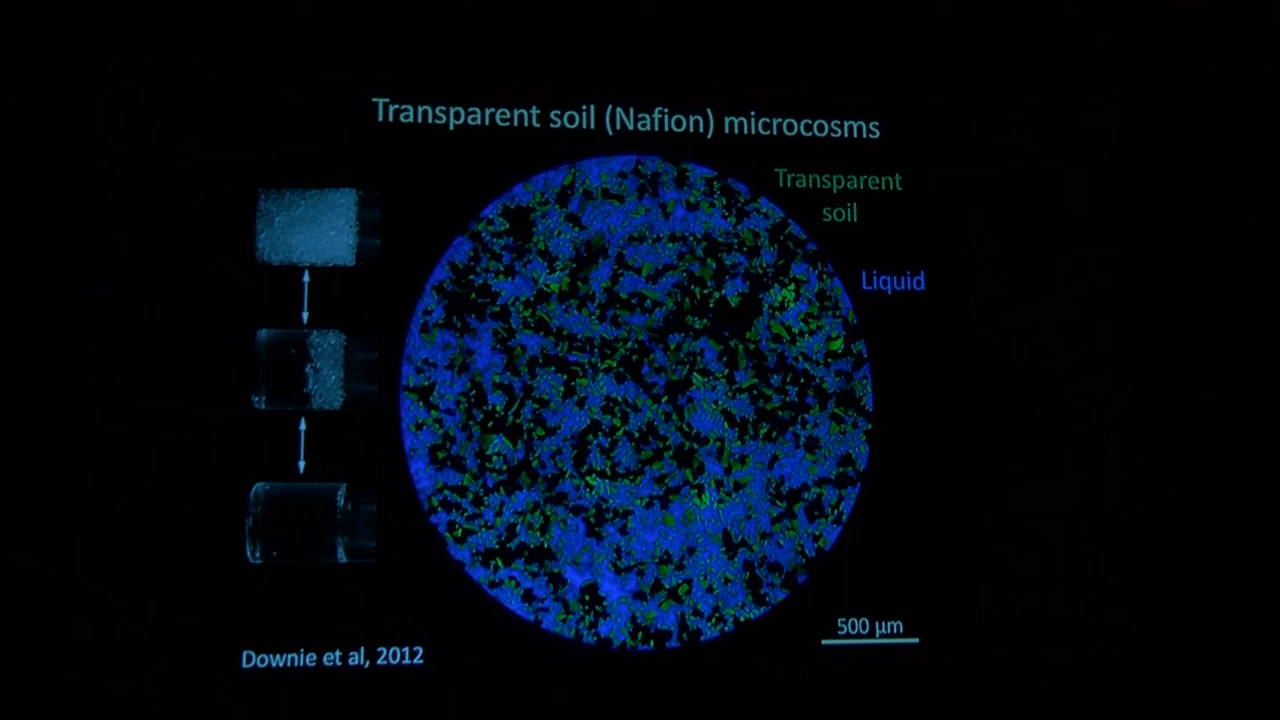 Transparent soil (Nafion) microcosms
Transparent
soil
Liquid
500 µm
Downie et al, 2012